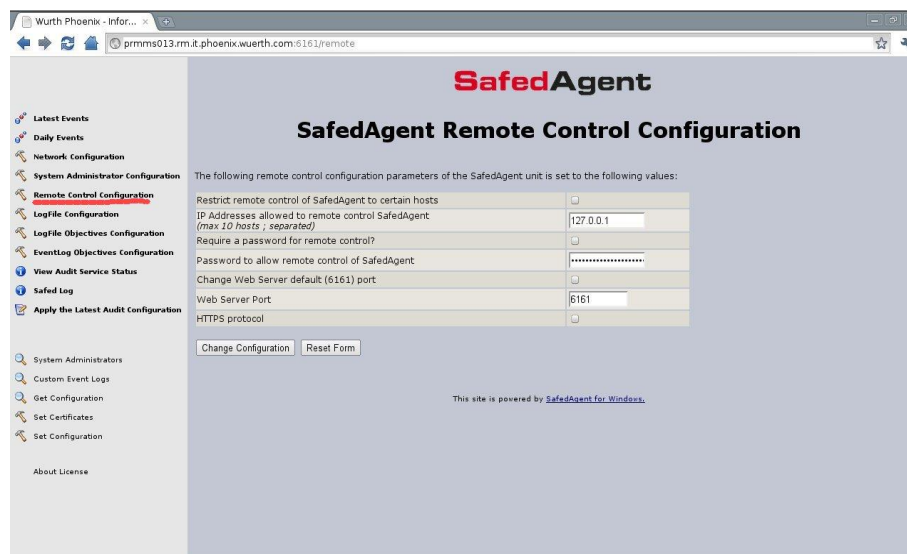 Wurth Phoenix - Infor...
prmms013.rm.it.phoenix.wuerth.com:6161/remote
SafedAgent
SafedAgent Remote Control Configuration
Latest Events
Daily Events
Network Configuration
System Administrator Configuration
Remote Control Configuration
LogFile Configuration
LogFile Objectives Configuration
EventLog Objectives Configuration
View Audit Service Status
Safed Log
Apply the Latest Audit Configuration
System Administrators
Custom Event Logs
Get Configuration
Set Certificates
Set Configuration
About License
The following remote control configuration parameters of the SafedAgent unit is set to the following values:
Restrict remote control of SafedAgent to certain hosts
IP Addresses allowed to remote control SafedAgent
(max 10 hosts ; separated)
127.0.0.1
Require a password for remote control?
Password to allow remote control of SafedAgent
Change Web Server default (6161) port
Web Server Port
6161
HTTPS protocol
Change Configuration
Reset Form
This site is powered by SafedAgent for Windows.